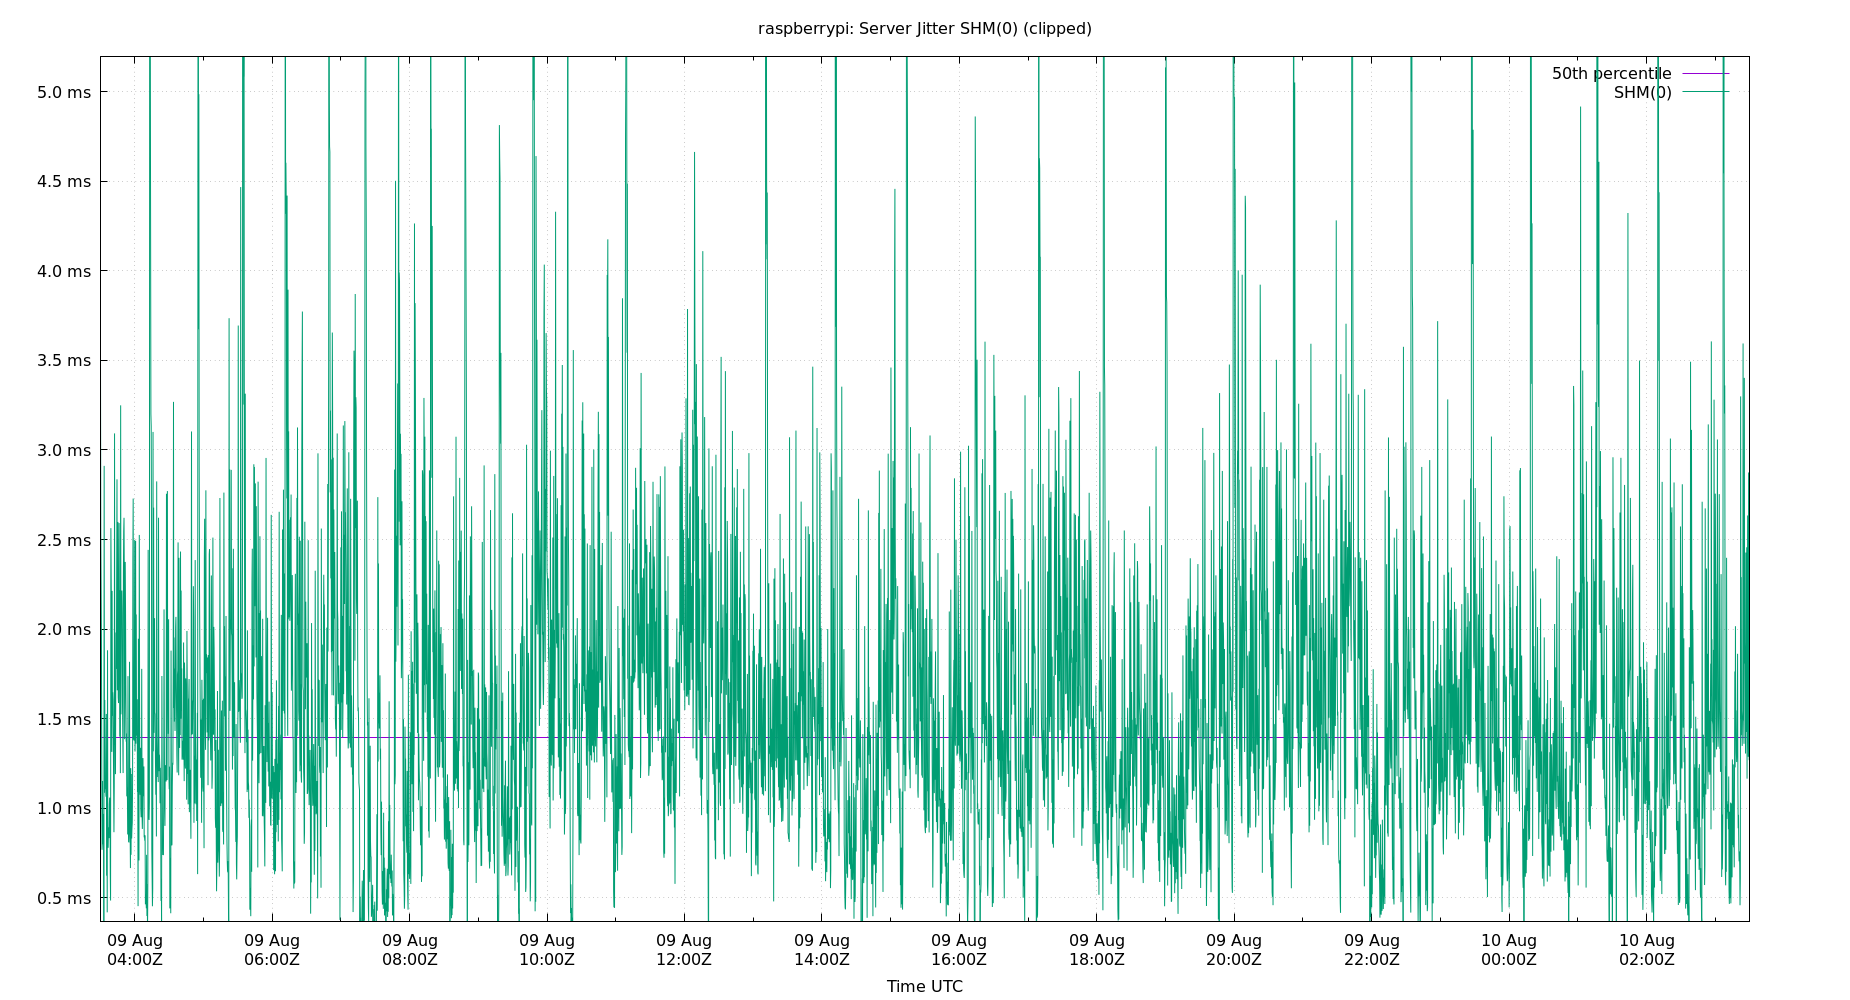 raspberrypi: Server Jitter SHM(0) (clipped)
50th percentile
SHM(0)
5.0 ms
4.5 ms
4.0 ms
3.5 ms
3.0 ms
2.5 ms
2.0 ms
1.5 ms
1.0 ms
0.5 ms
09 Aug 09 Aug 09 Aug 09 Aug 09 Aug 09 Aug 09 Aug 09 Aug 09 Aug 09 Aug 10 Aug 10 Aug
04:00Z 06:00Z 08:00Z 10:00Z 12:00Z 14:00Z 16:00Z 18:00Z 20:00Z 22:00Z 00:00Z 02:00Z
Time UTC